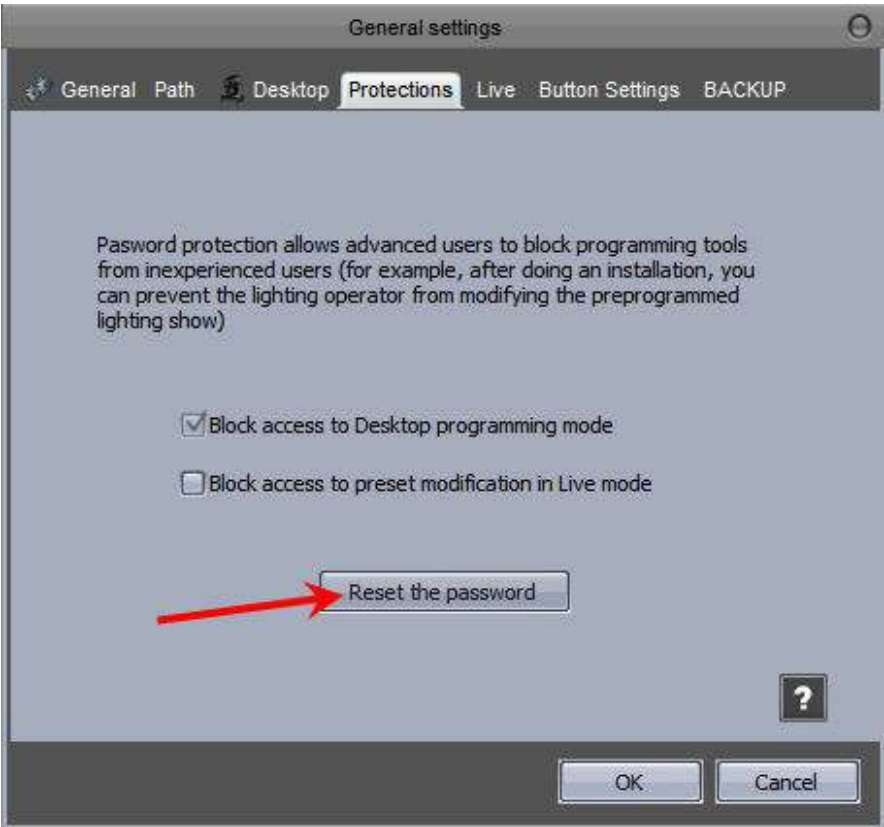 General settings
General Path Desktop Protections Live Button Settings BACKUP
Pasword protection allows advanced users to block programming tools
from inexperienced users (for example, after doing an installation, you
can prevent the lighting operator from modifying the preprogrammed
lighting show)
Block access to Desktop programming mode
Block access to preset modification in Live mode
Reset the password
?
OK Cancel